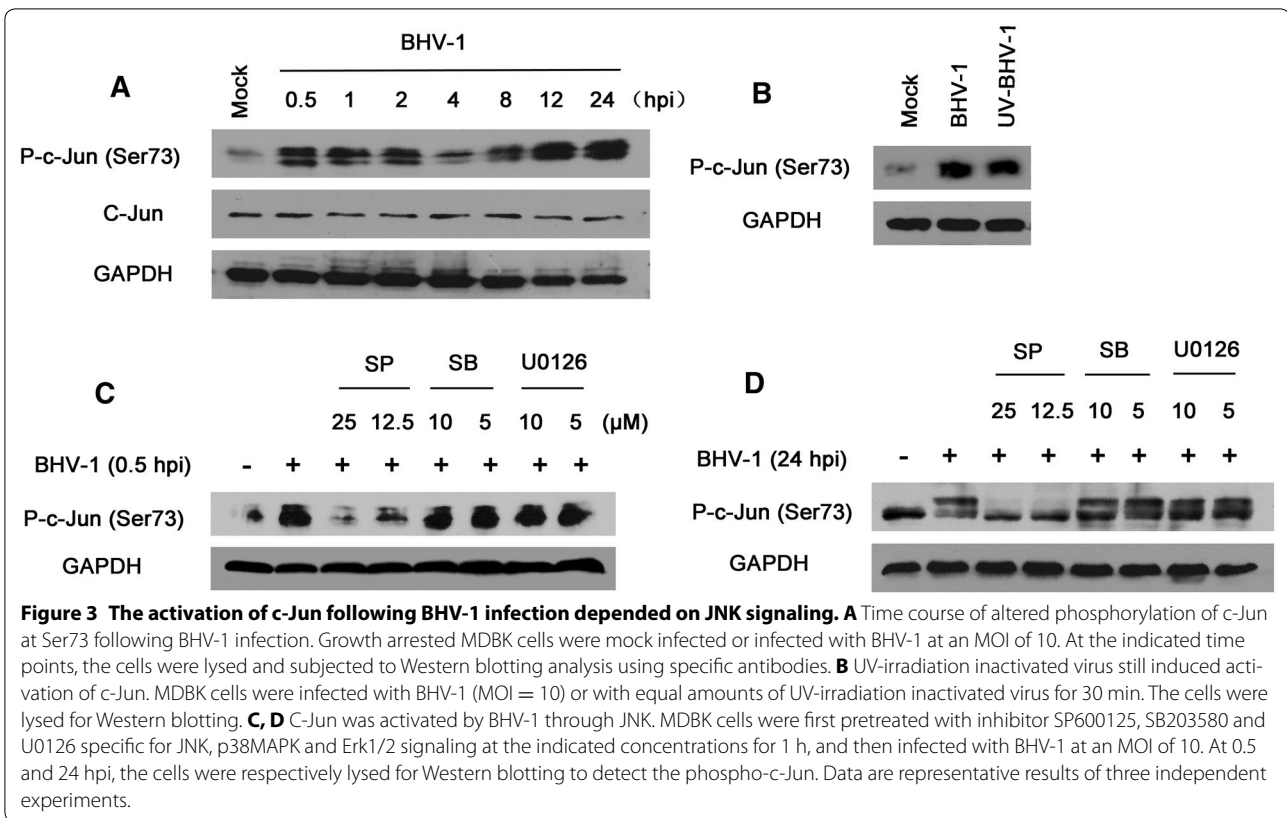 A
BHV-1
Mock 0.5 1 2 4 8 12 24 (hpi)
P-c-Jun (Ser73)
C-Jun
GAPDH
B
Mock BHV-1 UV-BHV-1
P-c-Jun (Ser73)
GAPDH
C
SP SB U0126
25 12.5 10 5 10 5 (μM)
BHV-1 (0.5 hpi) - + + + + + + +
P-c-Jun (Ser73)
GAPDH
D
SP SB U0126
25 12.5 10 5 10 5
BHV-1 (24 hpi) - + + + + + + +
P-c-Jun (Ser73)
GAPDH
Figure 3 The activation of c-Jun following BHV-1 infection depended on JNK signaling. A Time course of altered phosphorylation of c-Jun
at Ser73 following BHV-1 infection. Growth arrested MDBK cells were mock infected or infected with BHV-1 at an MOI of 10. At the indicated time
points, the cells were lysed and subjected to Western blotting analysis using specific antibodies. B UV-irradiation inactivated virus still induced acti-
vation of c-Jun. MDBK cells were infected with BHV-1 (MOI = 10) or with equal amounts of UV-irradiation inactivated virus for 30 min. The cells were
lysed for Western blotting. C, D C-Jun was activated by BHV-1 through JNK. MDBK cells were first pretreated with inhibitor SP600125, SB203580 and
U0126 specific for JNK, p38MAPK and Erk1/2 signaling at the indicated concentrations for 1 h, and then infected with BHV-1 at an MOI of 10. At 0.5
and 24 hpi, the cells were respectively lysed for Western blotting to detect the phospho-c-Jun. Data are representative results of three independent
experiments.